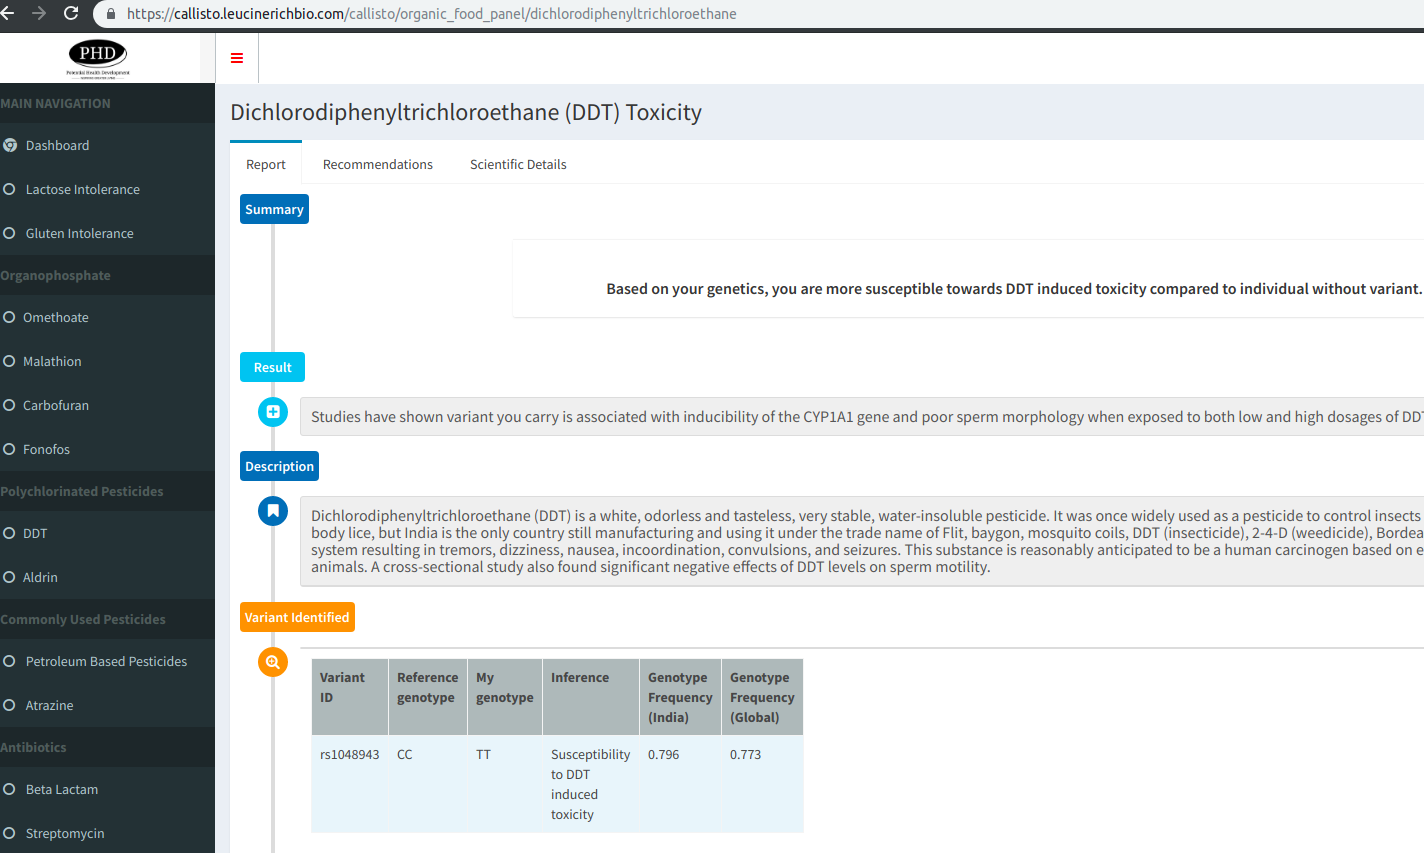 https://callisto.leucinerichbio.com/callisto/organic_food_panel/dichlorodiphenyltrichloroethane
PHD
Potential Health Development
MAIN NAVIGATION
Dashboard
Lactose Intolerance
Gluten Intolerance
Organophosphate
Omethoate
Malathion
Carbofuran
Fonofos
Polychlorinated Pesticides
DDT
Aldrin
Commonly Used Pesticides
Petroleum Based Pesticides
Atrazine
Antibiotics
Beta Lactam
Streptomycin
Dichlorodiphenyltrichloroethane (DDT) Toxicity
Report Recommendations Scientific Details
Summary
Based on your genetics, you are more susceptible towards DDT induced toxicity compared to individual without variant.
Result
Studies have shown variant you carry is associated with inducibility of the CYP1A1 gene and poor sperm morphology when exposed to both low and high dosages of DD
Description
Dichlorodiphenyltrichloroethane (DDT) is a white, odorless and tasteless, very stable, water-insoluble pesticide. It was once widely used as a pesticide to control insects
body lice, but India is the only country still manufacturing and using it under the trade name of Flit, baygon, mosquito coils, DDT (insecticide), 2-4-D (weedicide), Bordea
system resulting in tremors, dizziness, nausea, incoordination, convulsions, and seizures. This substance is reasonably anticipated to be a human carcinogen based on e
animals. A cross-sectional study also found significant negative effects of DDT levels on sperm motility.
Variant Identified
Variant Reference My Inference Genotype Genotype
ID genotype genotype Frequency Frequency
(India) (Global)
rs1048943 CC TT Susceptibility 0.796 0.773
to DDT
induced
toxicity